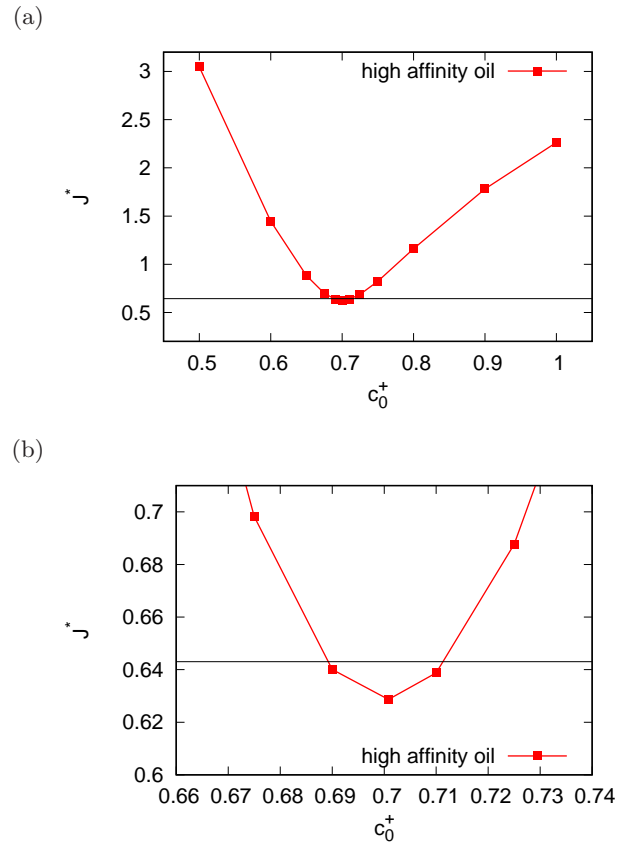 (a)
3
2.5
2
1.5
1
0.5
J*
high affinity oil
0.5 0.6 0.7 0.8 0.9 1
c₀⁺
(b)
0.7
0.68
0.66
0.64
0.62
0.6
J*
high affinity oil
0.66 0.67 0.68 0.69 0.7 0.71 0.72 0.73 0.74
c₀⁺